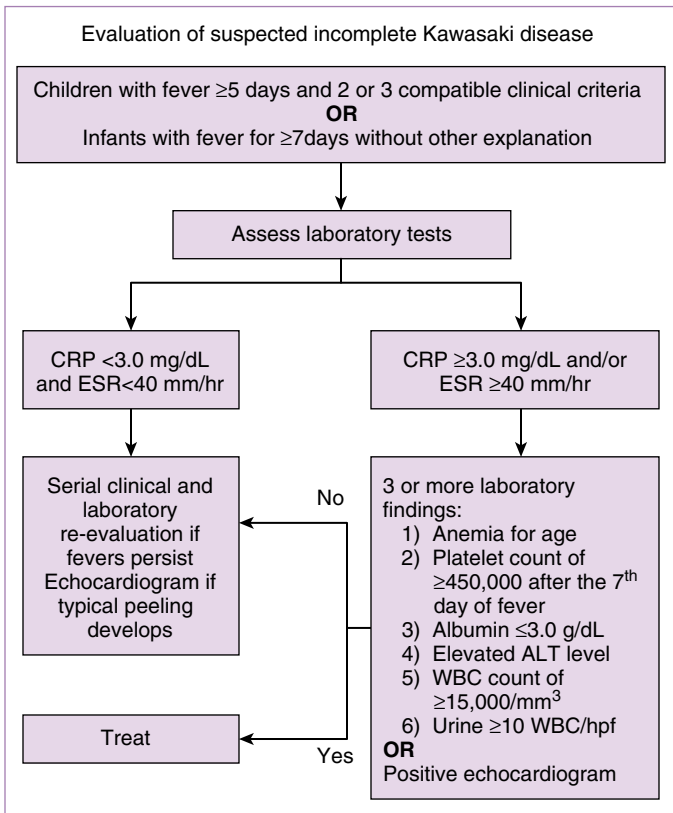 Evaluation of suspected incomplete Kawasaki disease
Children with fever ≥5 days and 2 or 3 compatible clinical criteria
OR
Infants with fever for ≥7days without other explanation
Assess laboratory tests
CRP <3.0 mg/dL
and ESR<40 mm/hr
CRP ≥3.0 mg/dL and/or
ESR ≥40 mm/hr
Serial clinical and
laboratory
re-evaluation if
fevers persist
Echocardiogram if
typical peeling
develops
No
3 or more laboratory
findings:
1) Anemia for age
2) Platelet count of
≥450,000 after the 7th
day of fever
3) Albumin ≤3.0 g/dL
4) Elevated ALT level
5) WBC count of
≥15,000/mm3
6) Urine ≥10 WBC/hpf
OR
Positive echocardiogram
Treat
Yes